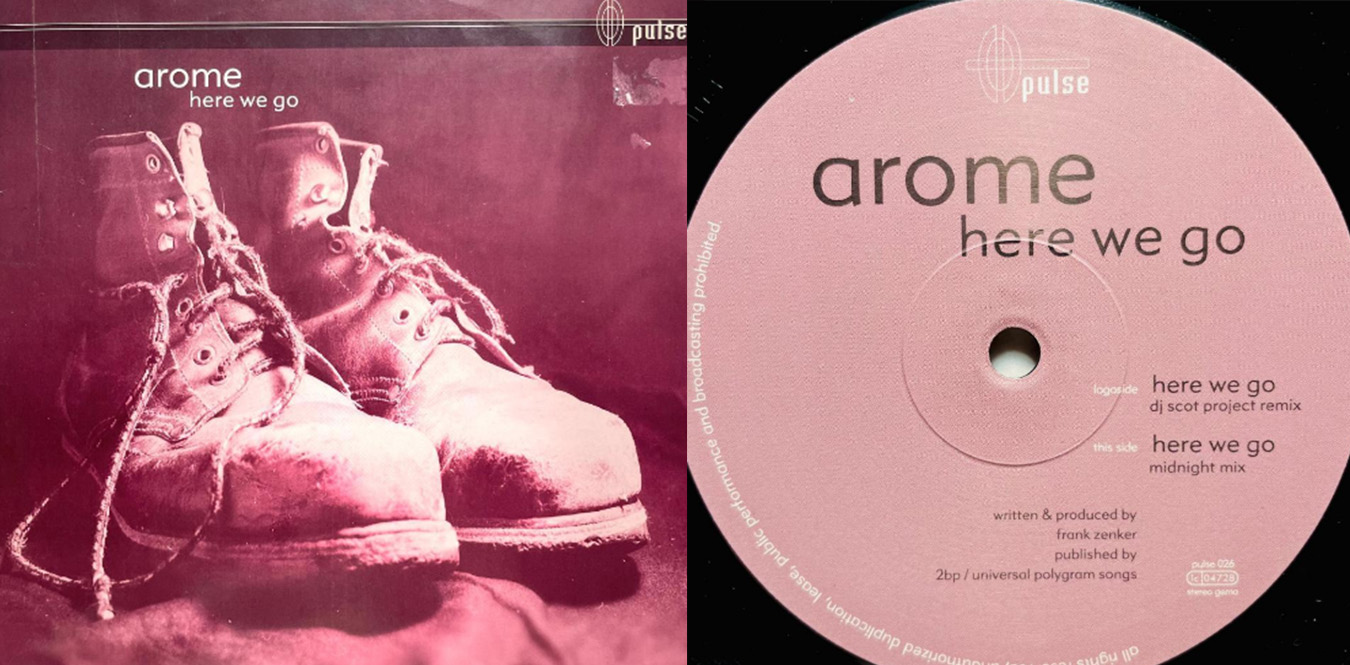 pulse
arome
here we go
pulse
arome
here we go
logoside here we go
dj scot project remix
this side here we go
midnight mix
written & produced by
frank zenker
published by
2bp / universal polygram songs
pulse 026
lc 04728
stereo gema
all rights unauthorized duplication, lease, public performance and broadcasting prohibited.